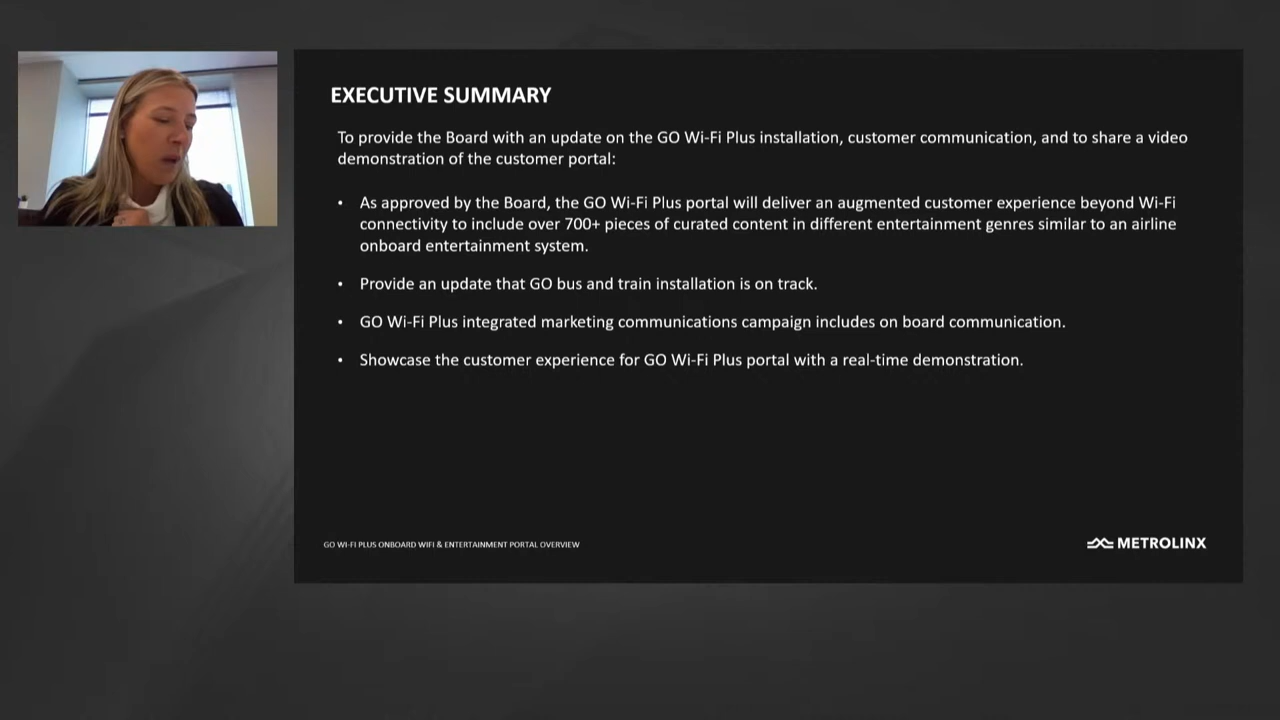 EXECUTIVE SUMMARY
To provide the Board with an update on the GO Wi-Fi Plus installation, customer communication, and to share a video
demonstration of the customer portal:
• As approved by the Board, the GO Wi-Fi Plus portal will deliver an augmented customer experience beyond Wi-Fi
connectivity to include over 700+ pieces of curated content in different entertainment genres similar to an airline
onboard entertainment system.
• Provide an update that GO bus and train installation is on track.
• GO Wi-Fi Plus integrated marketing communications campaign includes on board communication.
• Showcase the customer experience for GO Wi-Fi Plus portal with a real-time demonstration.
GO WI-FI PLUS ONBOARD WIFI & ENTERTAINMENT PORTAL OVERVIEW
METROLINX